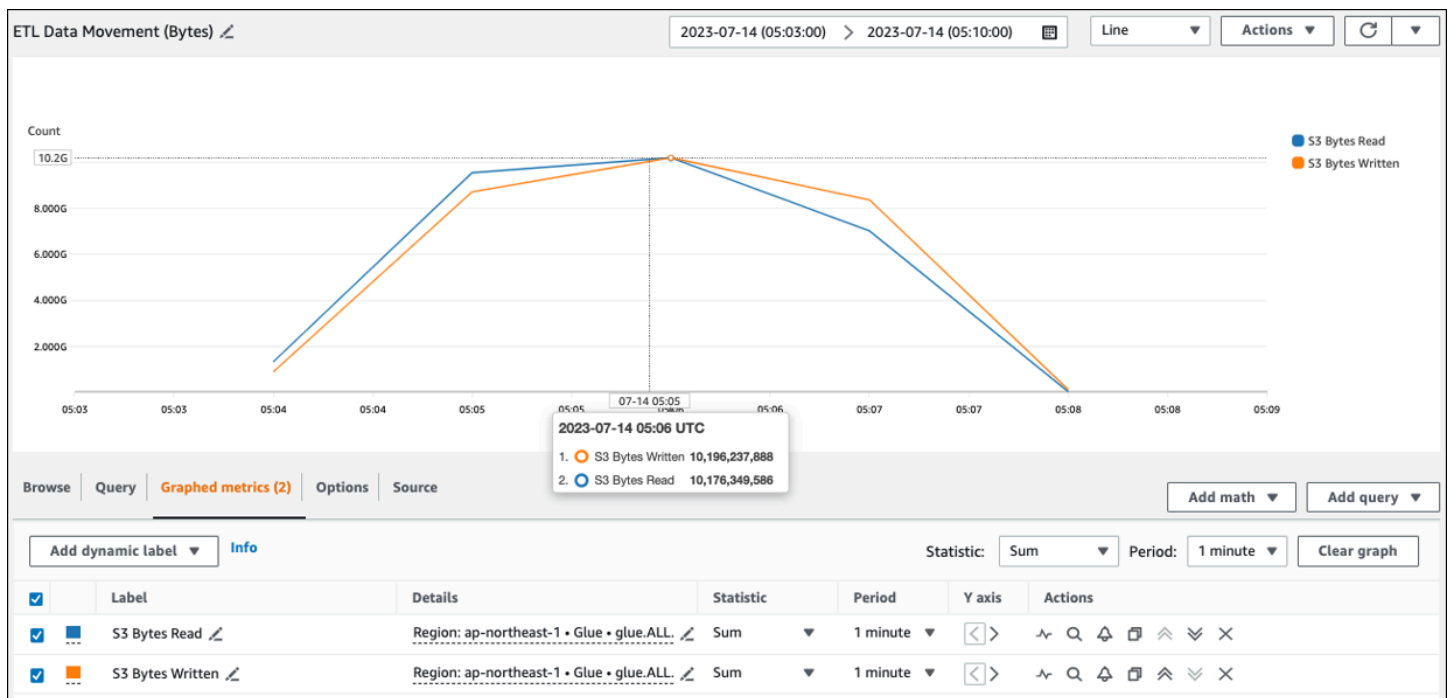 ETL Data Movement (Bytes)
2023-07-14 (05:03:00) > 2023-07-14 (05:10:00)
Line
Actions
Count
10.2G
8.000G
6.000G
4.000G
2.000G
S3 Bytes Read
S3 Bytes Written
05:03 05:03 05:04 05:04 05:05 05:05 05:06 05:07 05:07 05:08 05:08 05:09
07-14 05:05
2023-07-14 05:06 UTC
1. S3 Bytes Written 10,196,237,888
2. S3 Bytes Read 10,176,349,586
Browse Query Graphed metrics (2) Options Source
Add math Add query
Add dynamic label Info Statistic: Sum Period: 1 minute Clear graph
Label Details Statistic Period Y axis Actions
S3 Bytes Read Region: ap-northeast-1 • Glue • glue.ALL. Sum 1 minute < >
S3 Bytes Written Region: ap-northeast-1 • Glue • glue.ALL. Sum 1 minute < >